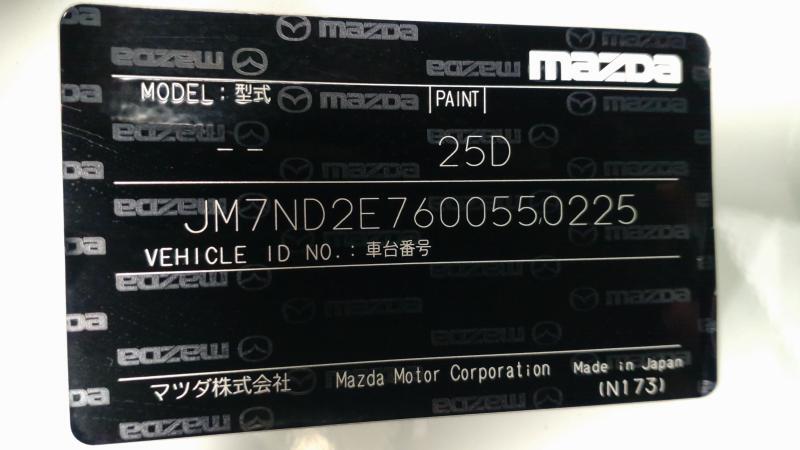 mazda
MODEL : 型式
PAINT
-- 25D
JM7ND2E7600550225
VEHICLE ID NO. : 車台番号
マツダ株式会社 Mazda Motor Corporation Made in Japan
(N173)